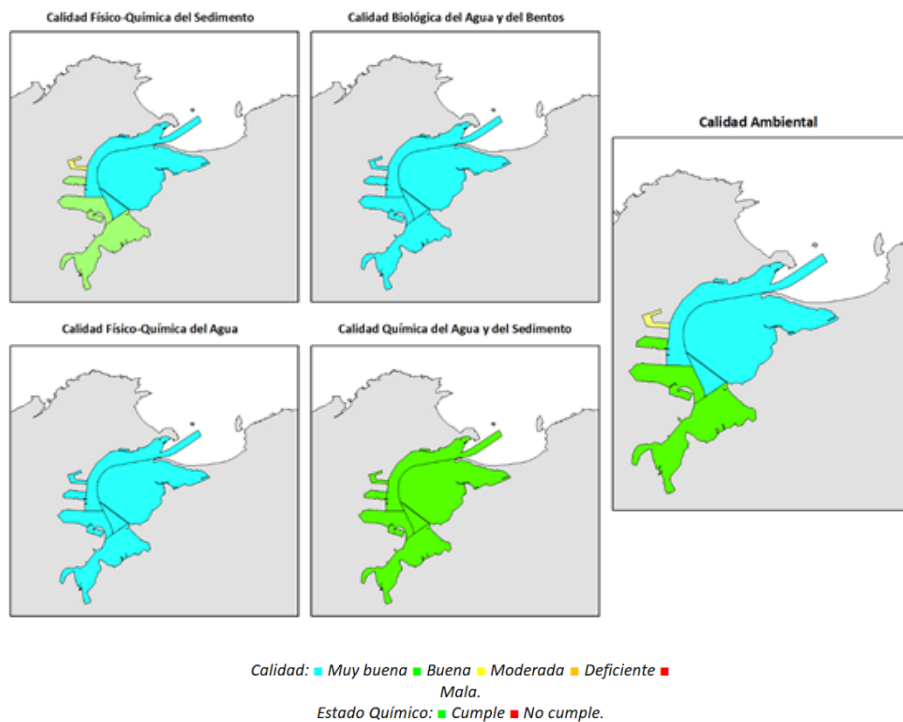 Calidad Físico-Química del Sedimento
Calidad Biológica del Agua y del Bentos
Calidad Ambiental
Calidad Físico-Química del Agua
Calidad Química del Agua y del Sedimento
Calidad: Muy buena Buena Moderada Deficiente
Mala.
Estado Químico: Cumple No cumple.